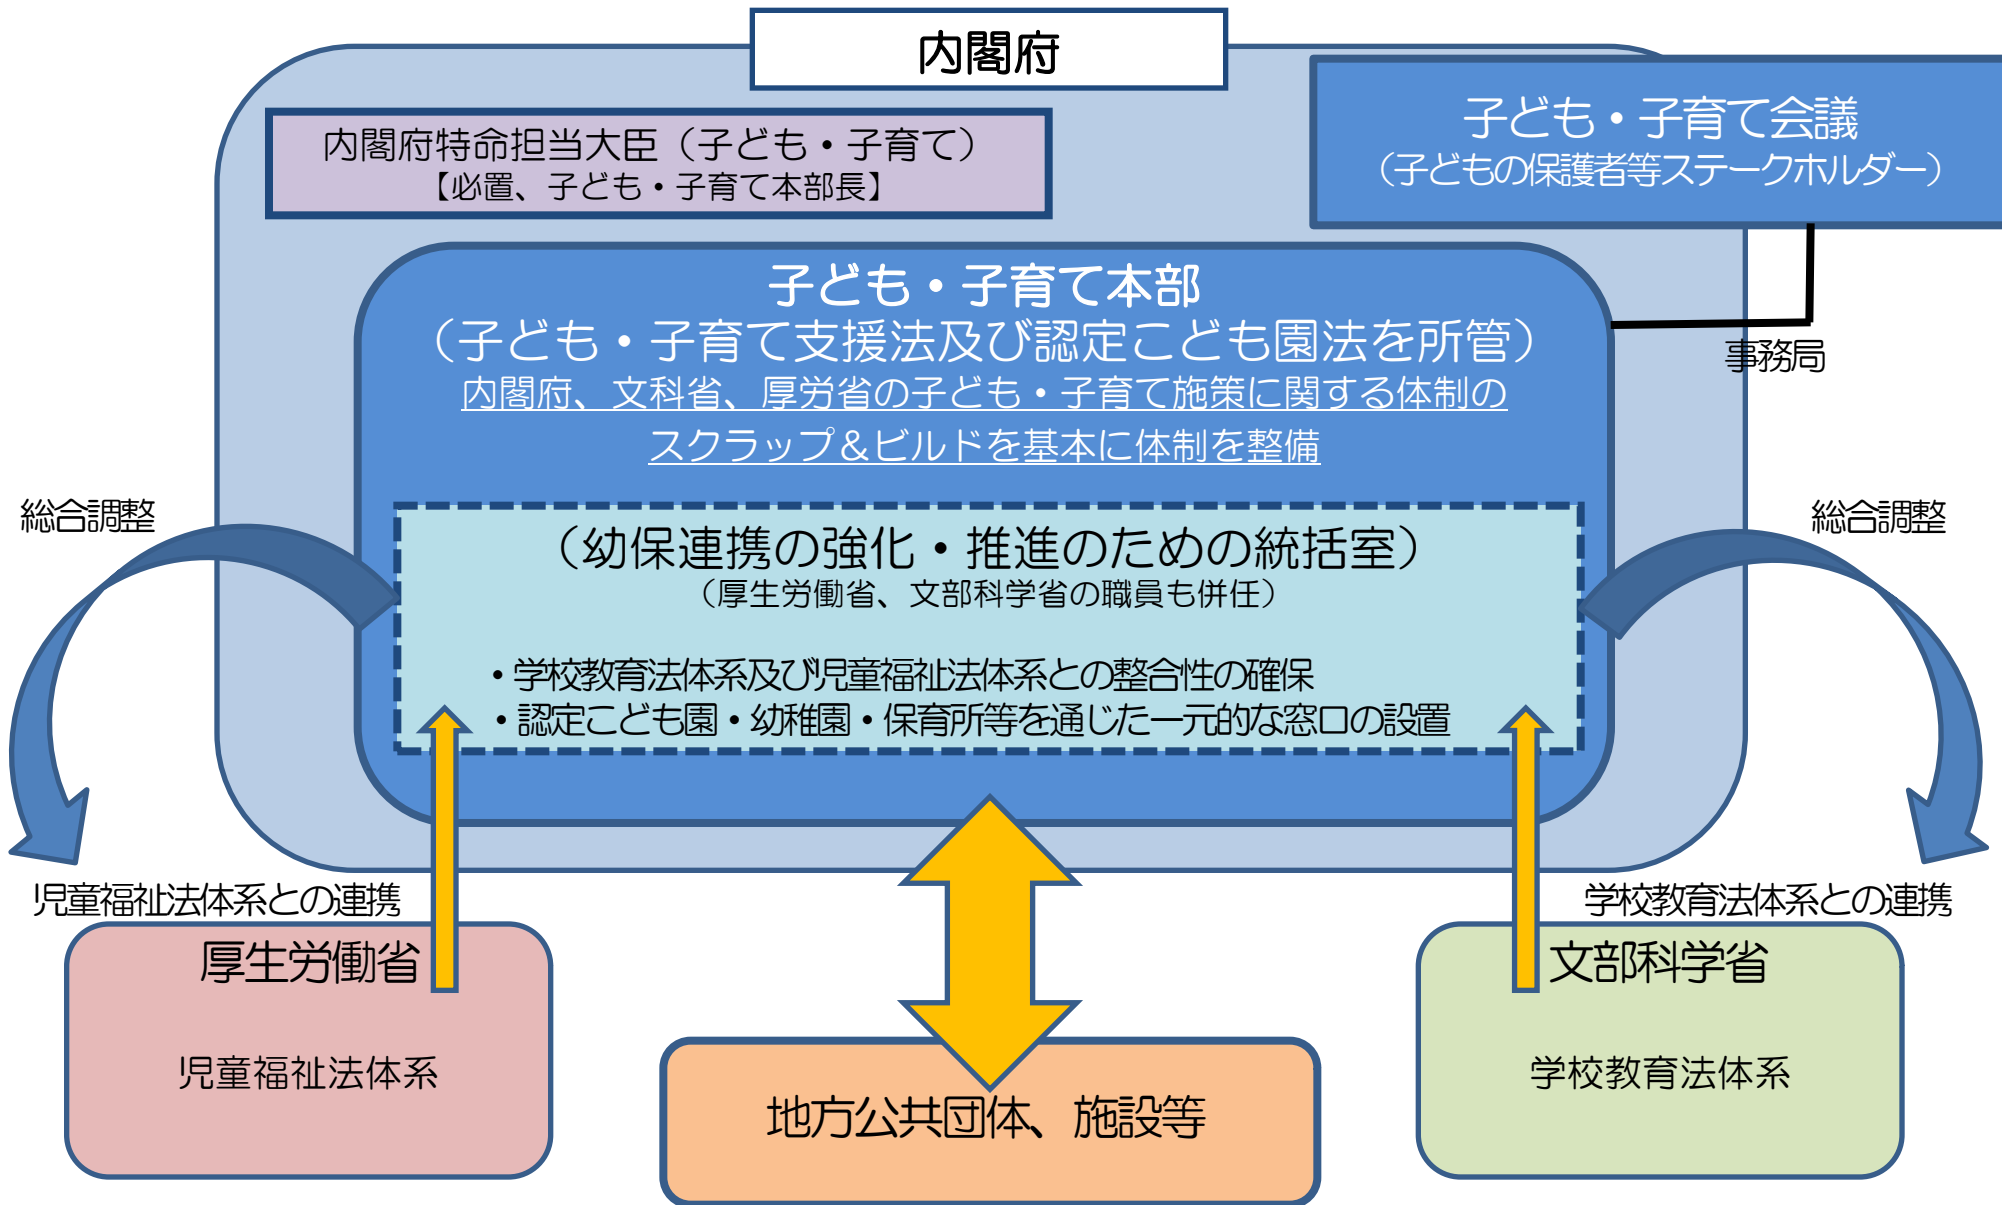 内閣府
内閣府特命担当大臣（子ども・子育て）
【必置、子ども・子育て本部長】
子ども・子育て会議
（子どもの保護者等ステークホルダー）
子ども・子育て本部
（子ども・子育て支援法及び認定こども園法を所管）
内閣府、文科省、厚労省の子ども・子育て施策に関する体制の
スクラップ＆ビルドを基本に体制を整備
事務局
総合調整
総合調整
（幼保連携の強化・推進のための統括室）
（厚生労働省、文部科学省の職員も併任）
・学校教育法体系及び児童福祉法体系との整合性の確保
・認定こども園・幼稚園・保育所等を通じた一元的な窓口の設置
児童福祉法体系との連携
学校教育法体系との連携
厚生労働省
児童福祉法体系
文部科学省
学校教育法体系
地方公共団体、施設等